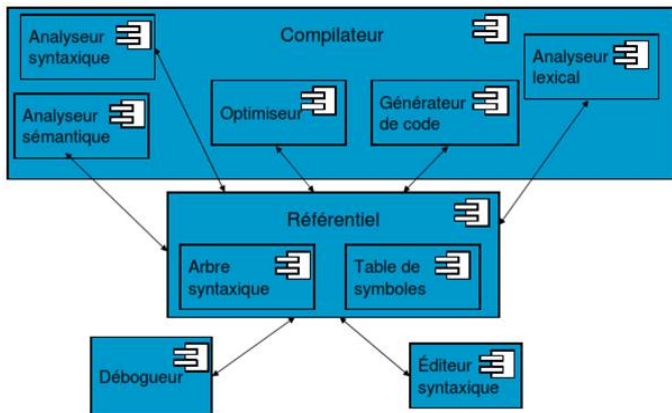 Analyseur
syntaxique
Compilateur
Analyseur
lexical
Analyseur
sémantique
Optimiseur
Générateur
de code
Référentiel
Arbre
syntaxique
Table de
symboles
Débogueur
Éditeur
syntaxique